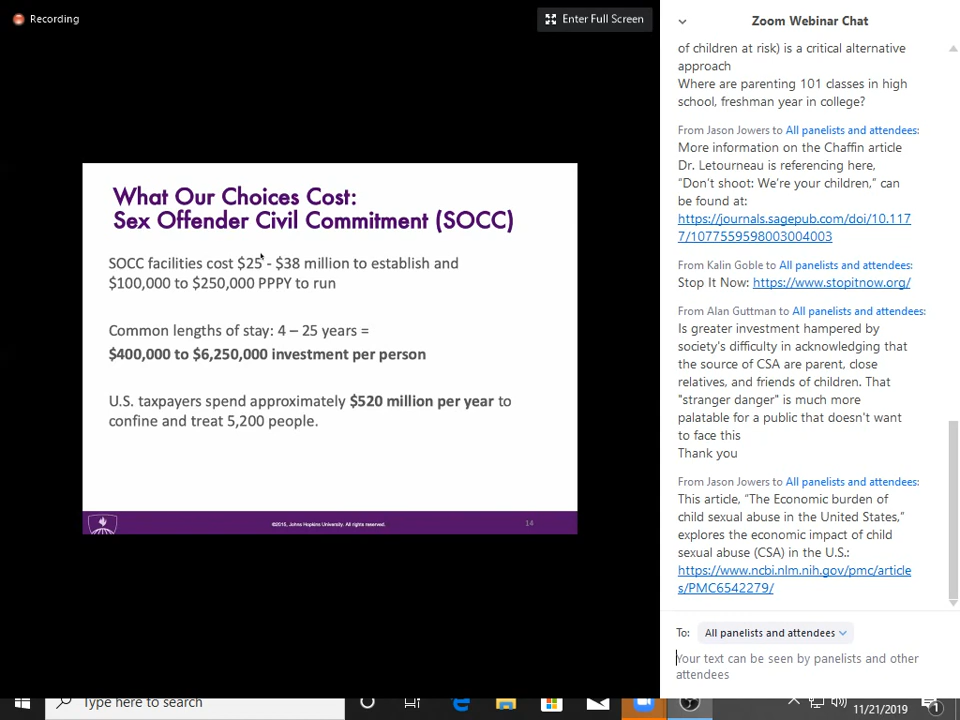 Recording
Enter Full Screen
What Our Choices Cost:
Sex Offender Civil Commitment (SOCC)
SOCC facilities cost $25 - $38 million to establish and
$100,000 to $250,000 PPPY to run
Common lengths of stay: 4 – 25 years =
$400,000 to $6,250,000 investment per person
U.S. taxpayers spend approximately $520 million per year to
confine and treat 5,200 people.
©2015, Johns Hopkins University. All rights reserved.
14
Zoom Webinar Chat
of children at risk) is a critical alternative
approach
Where are parenting 101 classes in high
school, freshman year in college?
From Jason Jowers to All panelists and attendees:
More information on the Chaffin article
Dr. Letourneau is referencing here,
“Don’t shoot: We’re your children,” can
be found at:
https://journals.sagepub.com/doi/10.117
7/1077559598003004003
From Kalin Goble to All panelists and attendees:
Stop It Now: https://www.stopitnow.org/
From Alan Guttman to All panelists and attendees:
Is greater investment hampered by
society’s difficulty in acknowledging that
the source of CSA are parent, close
relatives, and friends of children. That
"stranger danger" is much more
palatable for a public that doesn't want
to face this
Thank you
From Jason Jowers to All panelists and attendees:
This article, “The Economic burden of
child sexual abuse in the United States,”
explores the economic impact of child
sexual abuse (CSA) in the U.S.:
https://www.ncbi.nlm.nih.gov/pmc/article
s/PMC6542279/
To: All panelists and attendees
Your text can be seen by panelists and other
attendees
Type here to search
11/21/2019
1